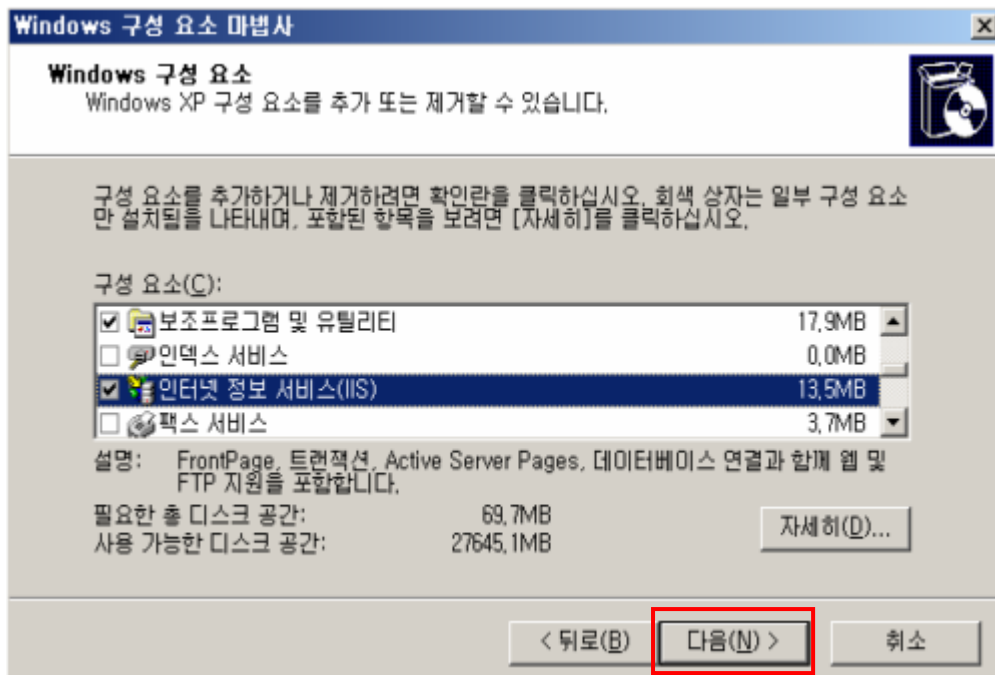 Windows 구성 요소 마법사
Windows 구성 요소
Windows XP 구성 요소를 추가 또는 제거할 수 있습니다.
구성 요소를 추가하거나 제거하려면 확인란을 클릭하십시오. 회색 상자는 일부 구성 요소
만 설치됨을 나타내며, 포함된 항목을 보려면 [자세히]를 클릭하십시오.
구성 요소(C):
보조프로그램 및 유틸리티 17.9MB
인덱스 서비스 0.0MB
인터넷 정보 서비스(IIS) 13.5MB
팩스 서비스 3.7MB
설명: FrontPage, 트랜잭션, Active Server Pages, 데이터베이스 연결과 함께 웹 및
FTP 지원을 포함합니다.
필요한 총 디스크 공간: 69.7MB
사용 가능한 디스크 공간: 27645.1MB
자세히(D)...
< 뒤로(B) 다음(N) > 취소